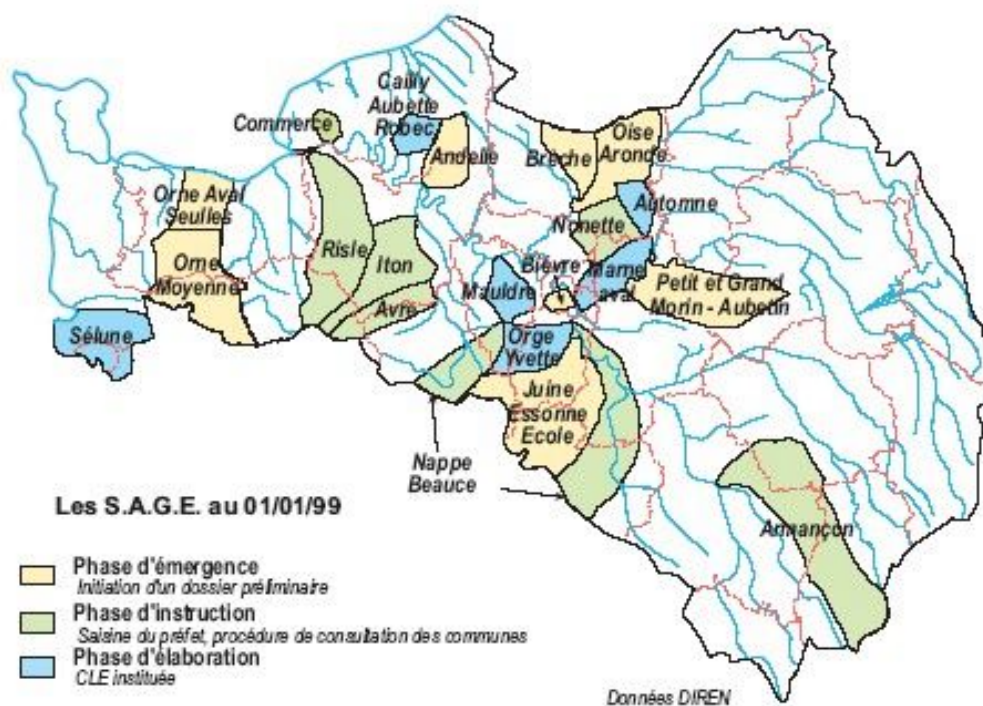 Cailly
Aubette
Robec
Commerce
Andelle
Brèche
Oise
Aronde
Orne Aval
Seulles
Automne
Nonette
Risle
Iton
Orne
Moyenne
Bièvre
Marne
aval
Mauldre
Petit et Grand
Morin - Aubetin
Avre
Sélune
Orge
Yvette
Juine
Essonne
Ecole
Nappe
Beauce
Armançon
Les S.A.G.E. au 01/01/99
Phase d'émergence
Initiation d'un dossier préliminaire
Phase d'instruction
Saisine du préfet, procédure de consultation des communes
Phase d'élaboration
CLE instituée
Données DIREN